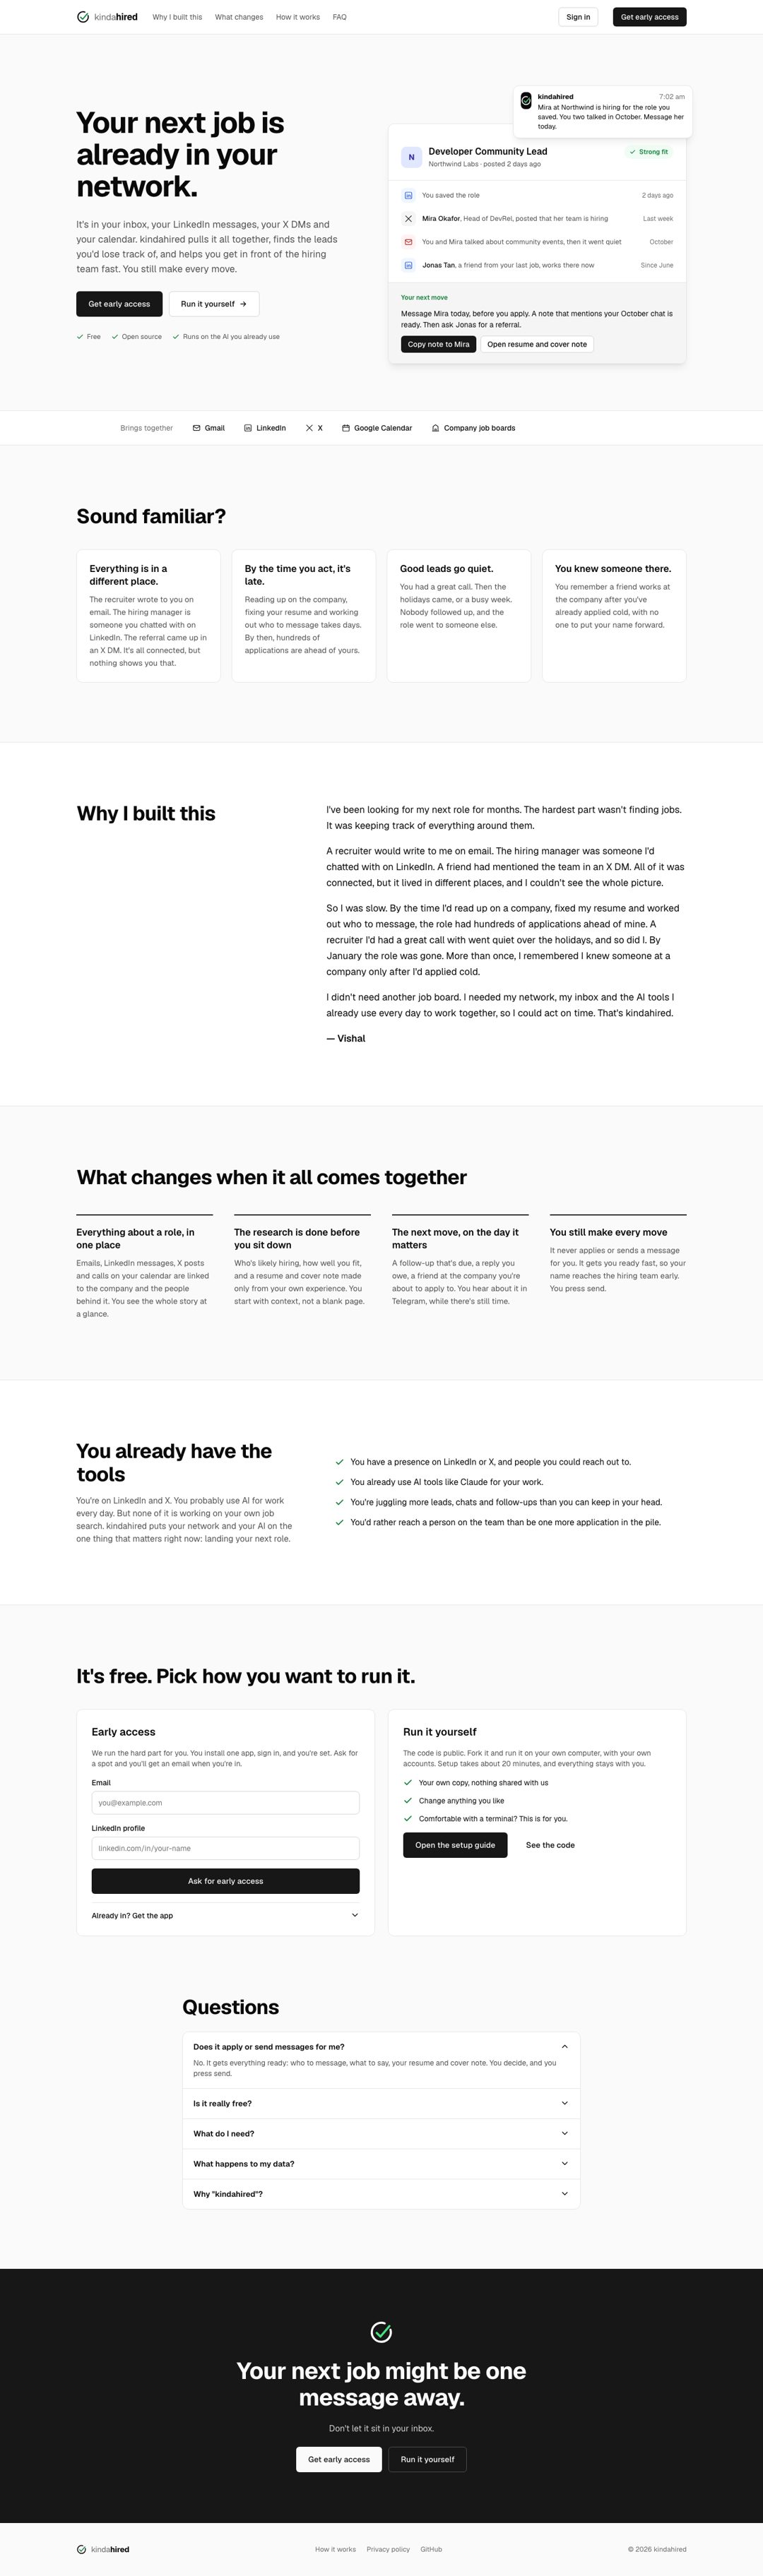 kindahired
Why I built this
What changes
How it works
FAQ
Sign in
Get early access
Your next job is
already in your
network.
It's in your inbox, your LinkedIn messages, your X DMs and
your calendar. kindahired pulls it all together, finds the leads
you'd lose track of, and helps you get in front of the hiring
team fast. You still make every move.
Get early access
Run it yourself →
Free
Open source
Runs on the AI you already use
kindahired
7:02 am
Mira at Northwind is hiring for the role you
saved. You two talked in October. Message her
today.
N
Developer Community Lead
Northwind Labs · posted 2 days ago
Strong fit
You saved the role
2 days ago
Mira Okafor, Head of DevRel, posted that her team is hiring
Last week
You and Mira talked about community events, then it went quiet
October
Jonas Tan, a friend from your last job, works there now
Since June
Your next move
Message Mira today, before you apply. A note that mentions your October chat is
ready. Then ask Jonas for a referral.
Copy note to Mira
Open resume and cover note
Brings together
Gmail
LinkedIn
X
Google Calendar
Company job boards
Sound familiar?
Everything is in a
different place.
The recruiter wrote to you on
email. The hiring manager is
someone you chatted with on
LinkedIn. The referral came up in
an X DM. It's all connected, but
nothing shows you that.
By the time you act, it's
late.
Reading up on the company,
fixing your resume and working
out who to message takes days.
By then, hundreds of
applications are ahead of yours.
Good leads go quiet.
You had a great call. Then the
holidays came, or a busy week.
Nobody followed up, and the
role went to someone else.
You knew someone there.
You remember a friend works at
the company after you've
already applied cold, with no
one to put your name forward.
Why I built this
I've been looking for my next role for months. The hardest part wasn't finding jobs.
It was keeping track of everything around them.
A recruiter would write to me on email. The hiring manager was someone I'd
chatted with on LinkedIn. A friend had mentioned the team in an X DM. All of it was
connected, but it lived in different places, and I couldn't see the whole picture.
So I was slow. By the time I'd read up on a company, fixed my resume and worked
out who to message, the role had hundreds of applications ahead of mine. A
recruiter I'd had a great call with went quiet over the holidays, and so did I. By
January the role was gone. More than once, I remembered I knew someone at a
company only after I'd applied cold.
I didn't need another job board. I needed my network, my inbox and the AI tools I
already use every day to work together, so I could act on time. That's kindahired.
— Vishal
What changes when it all comes together
Everything about a role, in
one place
Emails, LinkedIn messages, X posts
and calls on your calendar are linked
to the company and the people
behind it. You see the whole story at
a glance.
The research is done before
you sit down
Who's likely hiring, how well you fit,
and a resume and cover note made
only from your own experience. You
start with context, not a blank page.
The next move, on the day it
matters
A follow-up that's due, a reply you
owe, a friend at the company you're
about to apply to. You hear about it in
Telegram, while there's still time.
You still make every move
It never applies or sends a message
for you. It gets you ready fast, so your
name reaches the hiring team early.
You press send.
You already have the
tools
You're on LinkedIn and X. You probably use AI for work
every day. But none of it is working on your own job
search. kindahired puts your network and your AI on the
one thing that matters right now: landing your next role.
You have a presence on LinkedIn or X, and people you could reach out to.
You already use AI tools like Claude for your work.
You're juggling more leads, chats and follow-ups than you can keep in your head.
You'd rather reach a person on the team than be one more application in the pile.
It's free. Pick how you want to run it.
Early access
We run the hard part for you. You install one app, sign in, and you're set. Ask for
a spot and you'll get an email when you're in.
Email
you@example.com
LinkedIn profile
linkedin.com/in/your-name
Ask for early access
Already in? Get the app
Run it yourself
The code is public. Fork it and run it on your own computer, with your own
accounts. Setup takes about 20 minutes, and everything stays with you.
Your own copy, nothing shared with us
Change anything you like
Comfortable with a terminal? This is for you.
Open the setup guide
See the code
Questions
Does it apply or send messages for me?
No. It gets everything ready: who to message, what to say, your resume and cover note. You decide, and you
press send.
Is it really free?
What do I need?
What happens to my data?
Why "kindahired"?
Your next job might be one
message away.
Don't let it sit in your inbox.
Get early access
Run it yourself
kindahired
How it works
Privacy policy
GitHub
© 2026 kindahired